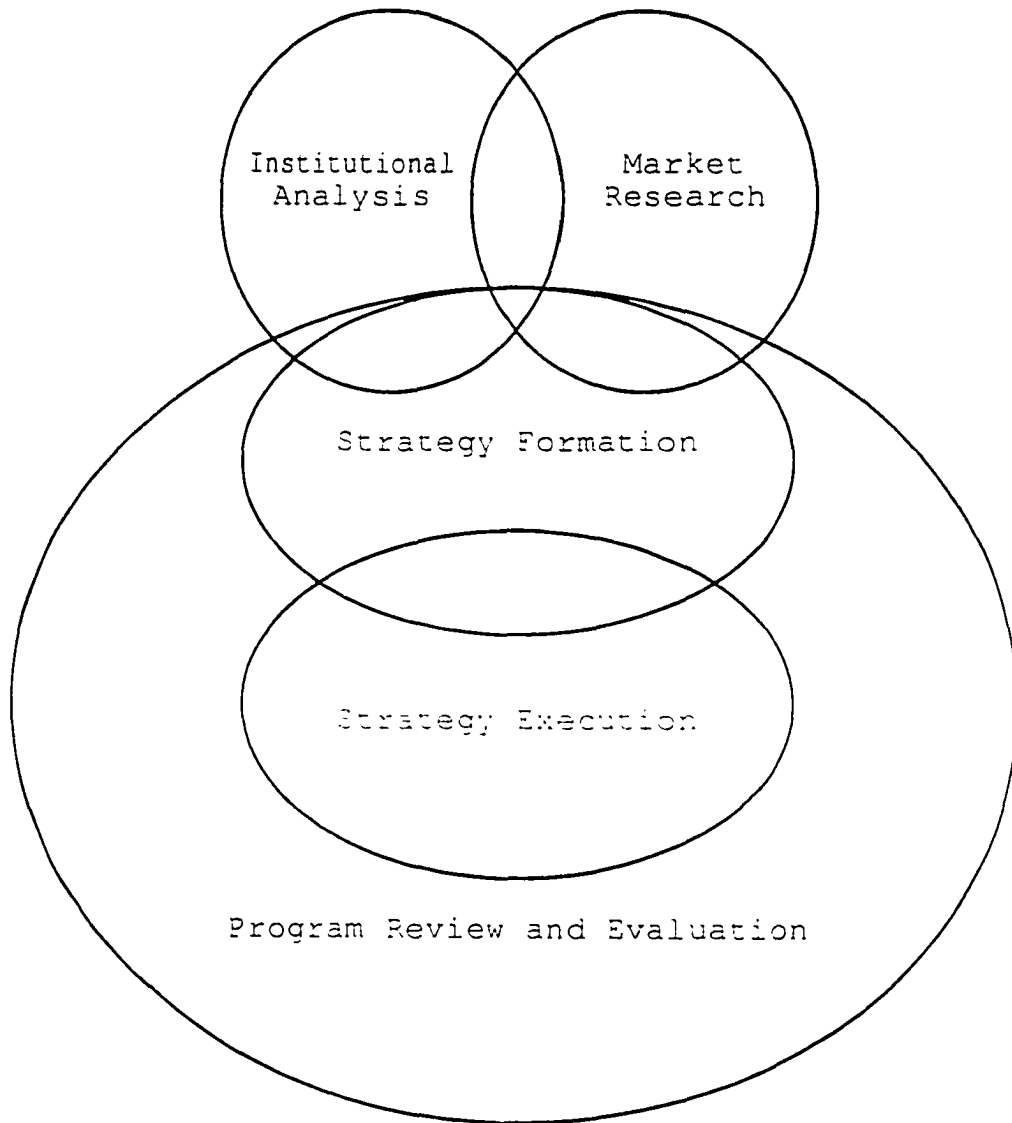 Institutional
Analysis
Market
Research
Strategy Formation
Strategy Execution
Program Review and Evaluation